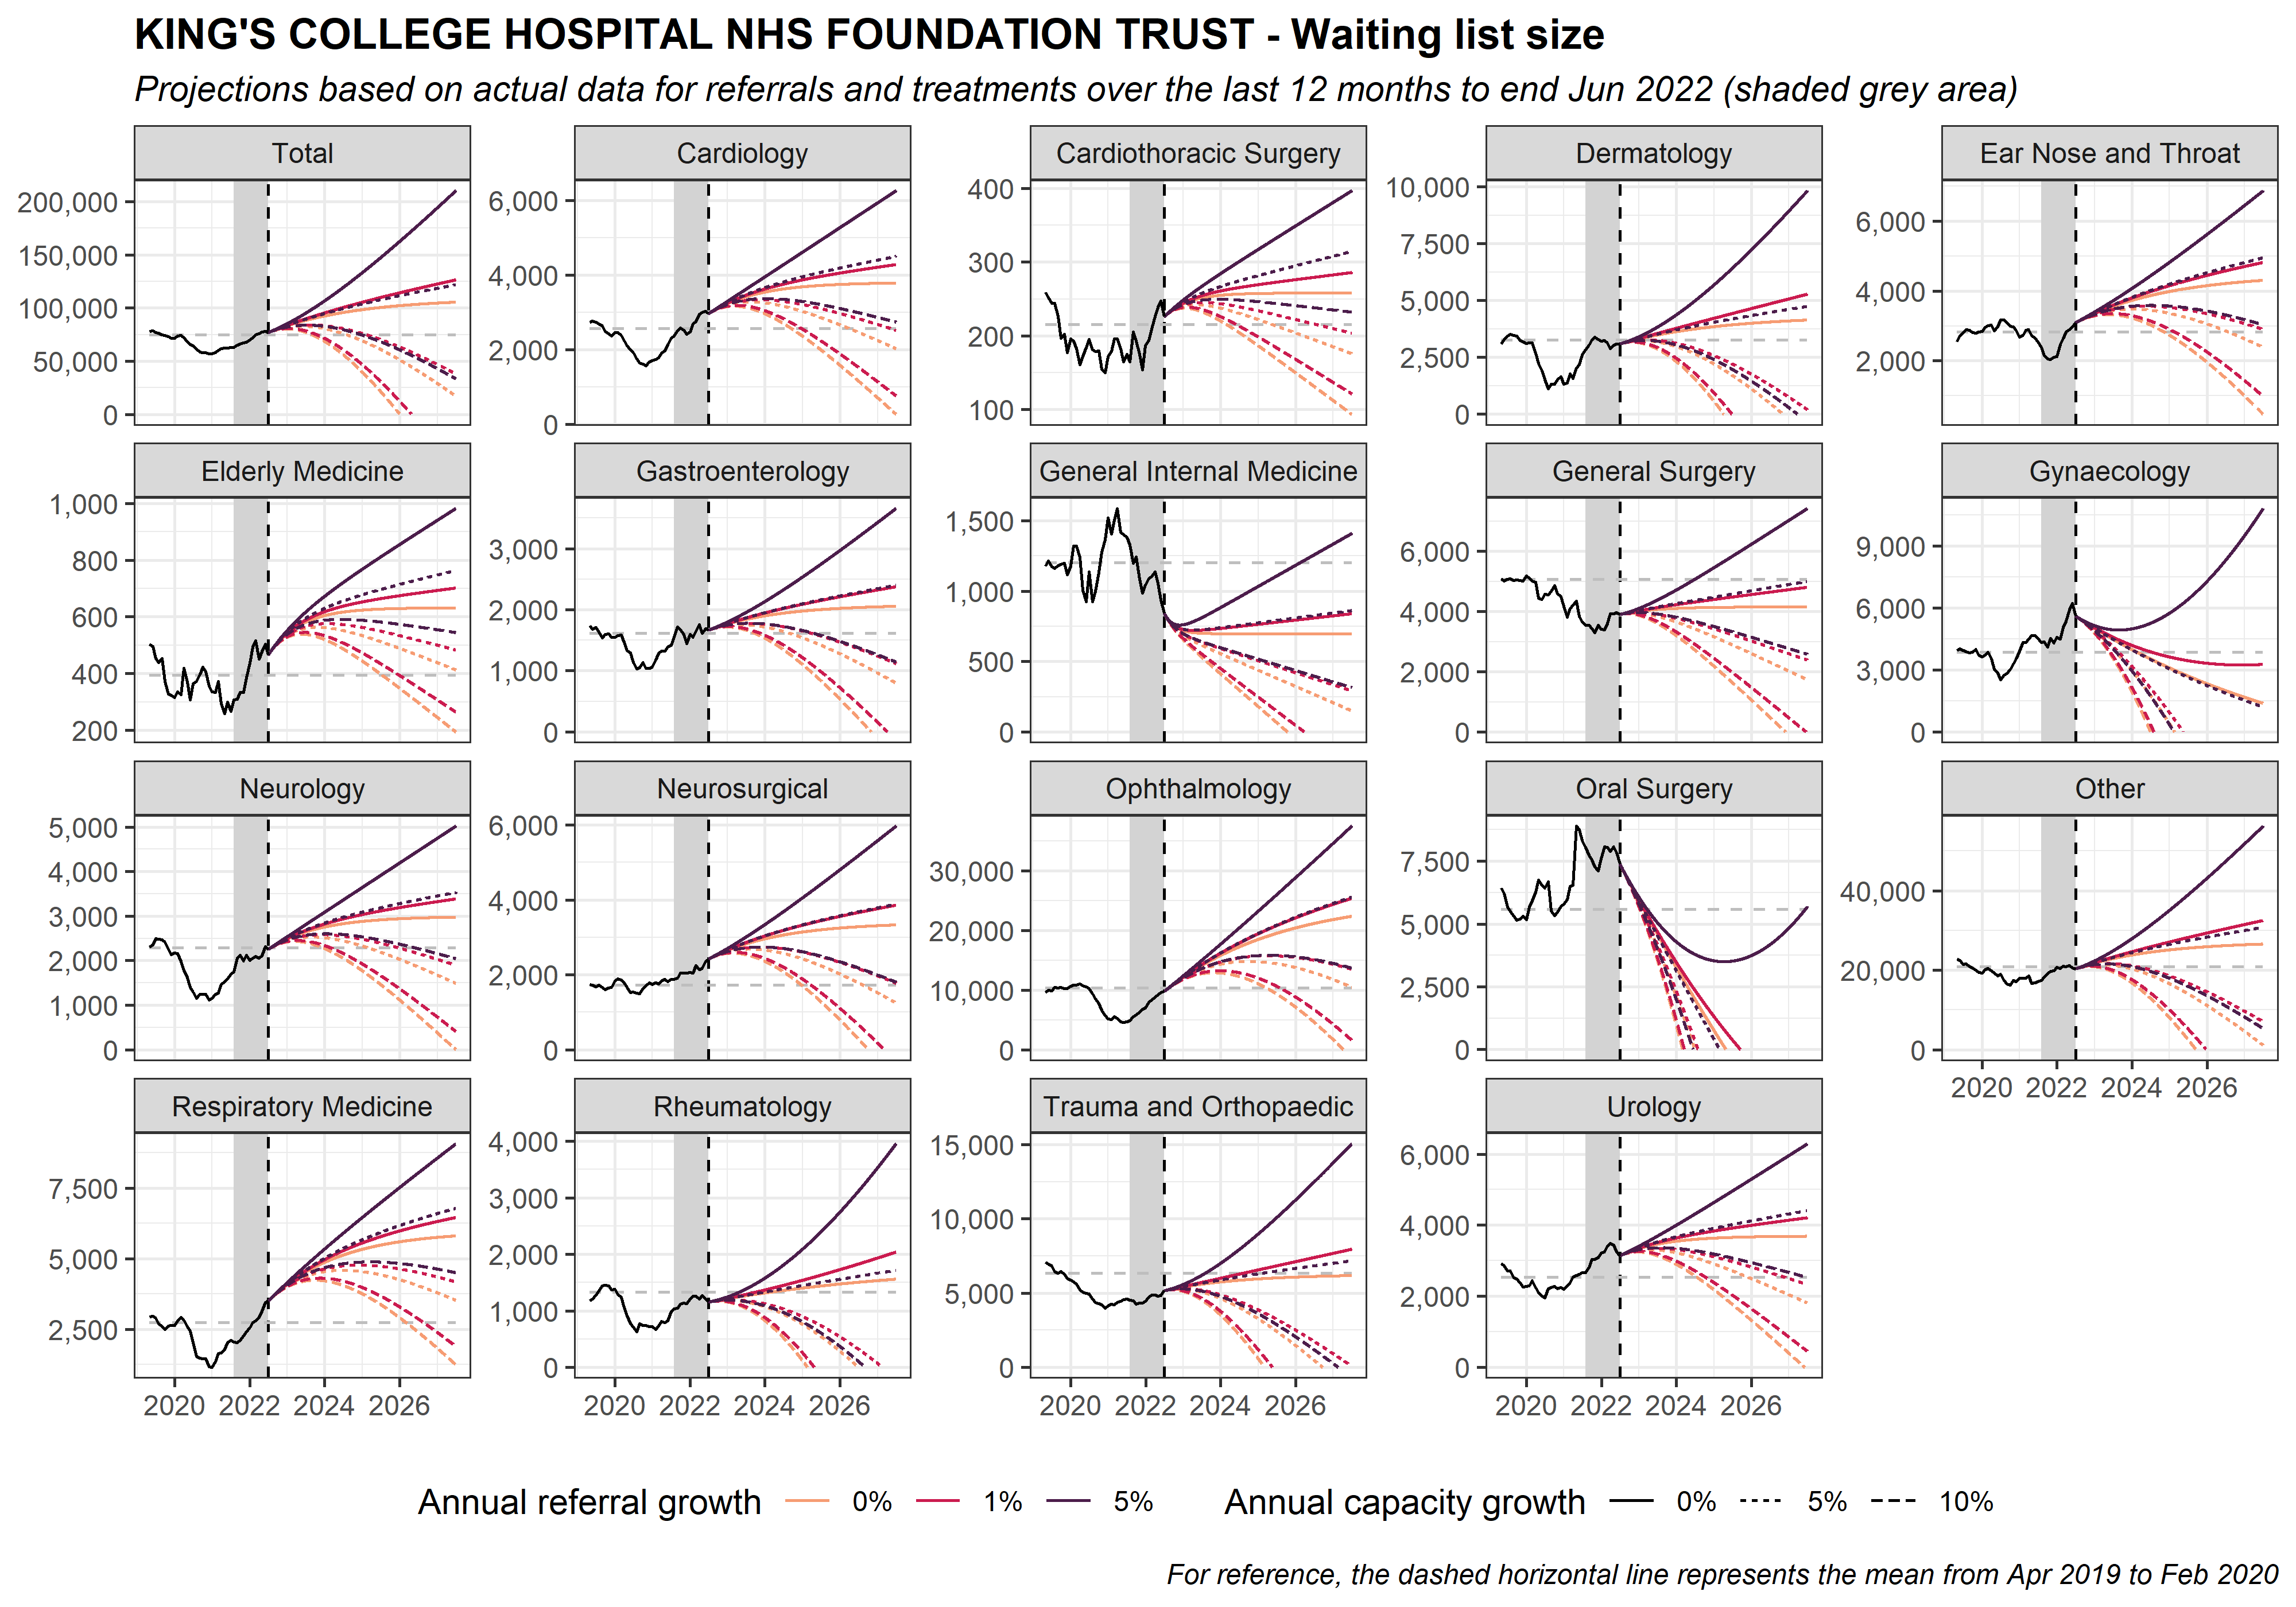 KING'S COLLEGE HOSPITAL NHS FOUNDATION TRUST - Waiting list size
Projections based on actual data for referrals and treatments over the last 12 months to end Jun 2022 (shaded grey area)
Total
200,000
150,000
100,000
50,000
0
Cardiology
6,000
4,000
2,000
0
Cardiothoracic Surgery
400
300
200
100
Dermatology
10,000
7,500
5,000
2,500
0
Ear Nose and Throat
6,000
4,000
2,000
Elderly Medicine
1,000
800
600
400
200
Gastroenterology
3,000
2,000
1,000
0
General Internal Medicine
1,500
1,000
500
0
General Surgery
6,000
4,000
2,000
0
Gynaecology
9,000
6,000
3,000
0
Neurology
5,000
4,000
3,000
2,000
1,000
0
Neurosurgical
6,000
4,000
2,000
0
Ophthalmology
30,000
20,000
10,000
0
Oral Surgery
7,500
5,000
2,500
0
Other
40,000
20,000
0
2020 2022 2024 2026
Respiratory Medicine
7,500
5,000
2,500
2020 2022 2024 2026
Rheumatology
4,000
3,000
2,000
1,000
0
2020 2022 2024 2026
Trauma and Orthopaedic
15,000
10,000
5,000
0
2020 2022 2024 2026
Urology
6,000
4,000
2,000
0
2020 2022 2024 2026
Annual referral growth 0% 1% 5% Annual capacity growth 0% 5% 10%
For reference, the dashed horizontal line represents the mean from Apr 2019 to Feb 2020